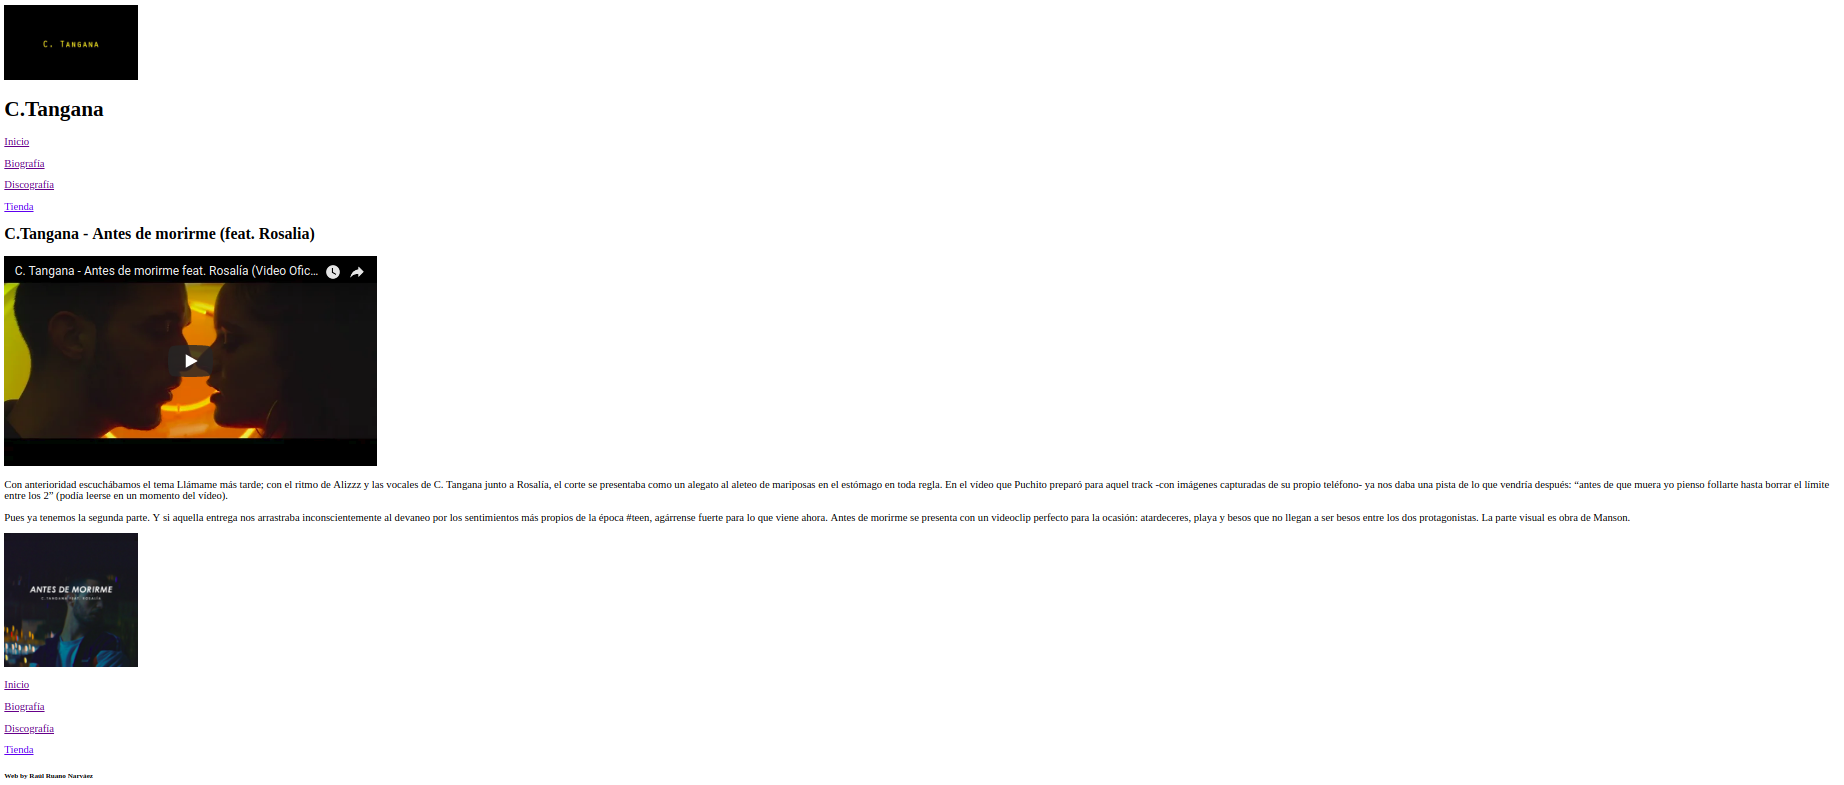 C. TANGANA
C.Tangana
Inicio
Biografía
Discografía
Tienda
C.Tangana - Antes de morirme (feat. Rosalia)
C. Tangana - Antes de morirme feat. Rosalía (Video Ofic...
Con anterioridad escuchábamos el tema Llámame más tarde; con el ritmo de Alizzz y las vocales de C. Tangana junto a Rosalía, el corte se presentaba como un alegato al aleteo de mariposas en el estómago en toda regla. En el vídeo que Puchito preparó para aquel track -con imágenes capturadas de su propio teléfono- ya nos daba una pista de lo que vendría después: “antes de que muera yo pienso follarte hasta borrar el límite
entre los 2” (podía leerse en un momento del vídeo).
Pues ya tenemos la segunda parte. Y si aquella entrega nos arrastraba inconscientemente al devaneo por los sentimientos más propios de la época #teen, agárrense fuerte para lo que viene ahora. Antes de morirme se presenta con un videoclip perfecto para la ocasión: atardeceres, playa y besos que no llegan a ser besos entre los dos protagonistas. La parte visual es obra de Manson.
ANTES DE MORIRME
C.TANGANA FEAT. ROSALÍA
Inicio
Biografía
Discografía
Tienda
Web by Raúl Ruano Narváez